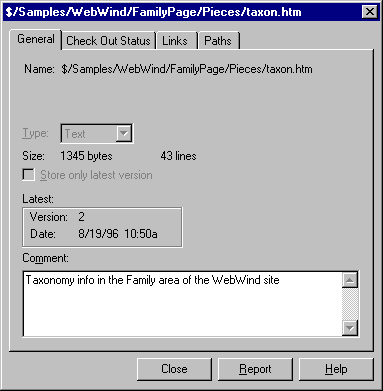 $/Samples/WebWind/FamilyPage/Pieces/taxon.htm
General Check Out Status Links Paths
Name: $/Samples/WebWind/FamilyPage/Pieces/taxon.htm
Type: Text
Size: 1345 bytes 43 lines
Store only latest version
Latest:
Version: 2
Date: 8/19/96 10:50a
Comment:
Taxonomy info in the Family area of the WebWind site
Close Report Help